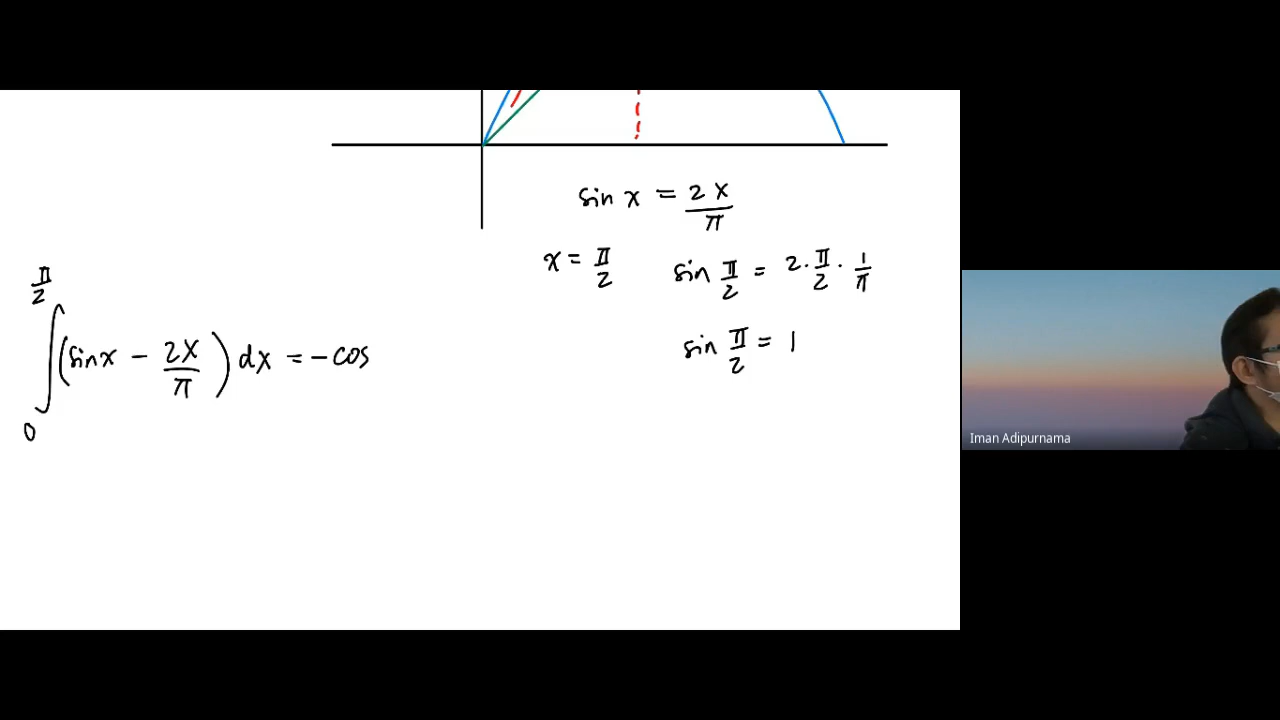 sin x = 2x/π
x = π/2
sin π/2 = 2 · π/2 · 1/π
sin π/2 = 1
∫₀^(π/2) (sin x − 2x/π) dx = −cos
Iman Adipurnama